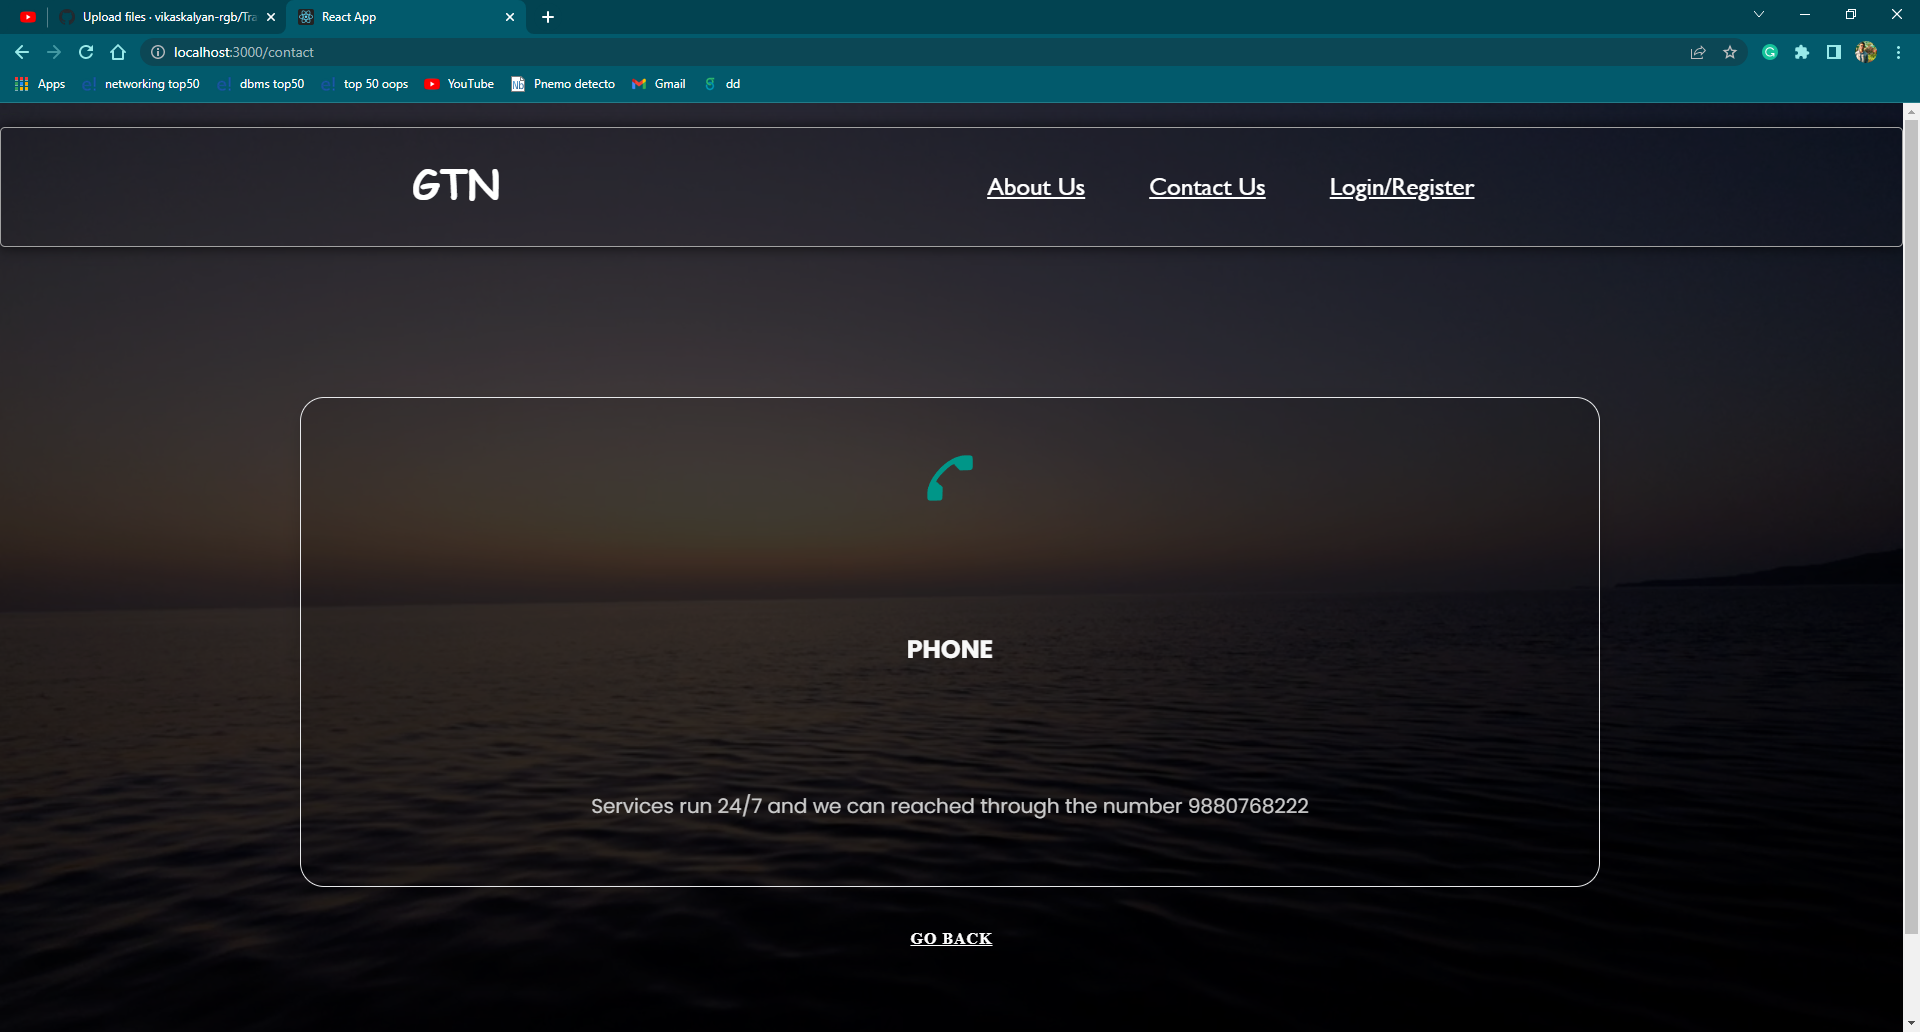 Upload files · vikaskalyan-rgb/Tra
React App
localhost:3000/contact
Apps
networking top50
dbms top50
top 50 oops
YouTube
Pnemo detecto
Gmail
dd
GTN
About Us
Contact Us
Login/Register
PHONE
Services run 24/7 and we can reached through the number 9880768222
GO BACK